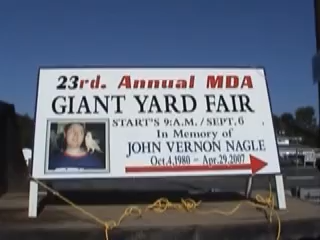 23rd. Annual MDA
GIANT YARD FAIR
START'S 9:A.M. / SEPT. 6
In Memory of
JOHN VERNON NAGLE
Oct.4,1980 - Apr.29,2007